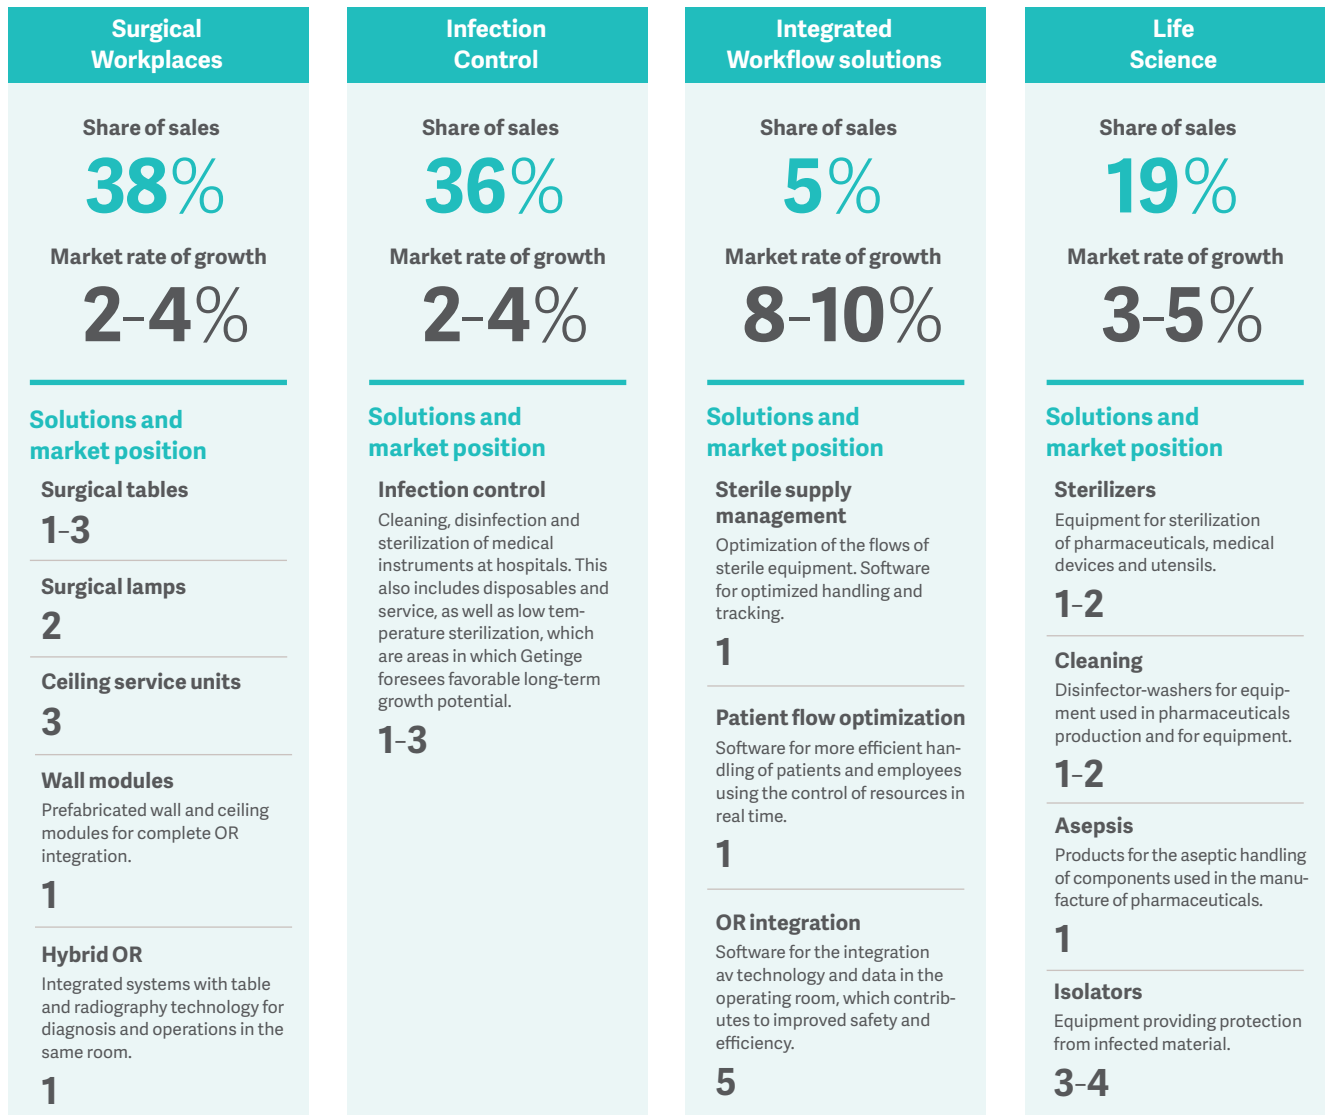 Surgical
Workplaces
Share of sales
38%
Market rate of growth
2–4%
Solutions and
market position
Surgical tables
1–3
Surgical lamps
2
Ceiling service units
3
Wall modules
Prefabricated wall and ceiling
modules for complete OR
integration.
1
Hybrid OR
Integrated systems with table
and radiography technology for
diagnosis and operations in the
same room.
1
Infection
Control
Share of sales
36%
Market rate of growth
2–4%
Solutions and
market position
Infection control
Cleaning, disinfection and
sterilization of medical
instruments at hospitals. This
also includes disposables and
service, as well as low tem-
perature sterilization, which
are areas in which Getinge
foresees favorable long-term
growth potential.
1–3
Integrated
Workflow solutions
Share of sales
5%
Market rate of growth
8–10%
Solutions and
market position
Sterile supply
management
Optimization of the flows of
sterile equipment. Software
for optimized handling and
tracking.
1
Patient flow optimization
Software for more efficient han-
dling of patients and employees
using the control of resources in
real time.
1
OR integration
Software for the integration
av technology and data in the
operating room, which contrib-
utes to improved safety and
efficiency.
5
Life
Science
Share of sales
19%
Market rate of growth
3–5%
Solutions and
market position
Sterilizers
Equipment for sterilization
of pharmaceuticals, medical
devices and utensils.
1–2
Cleaning
Disinfector-washers for equip-
ment used in pharmaceuticals
production and for equipment.
1–2
Asepsis
Products for the aseptic handling
of components used in the manu-
facture of pharmaceuticals.
1
Isolators
Equipment providing protection
from infected material.
3–4